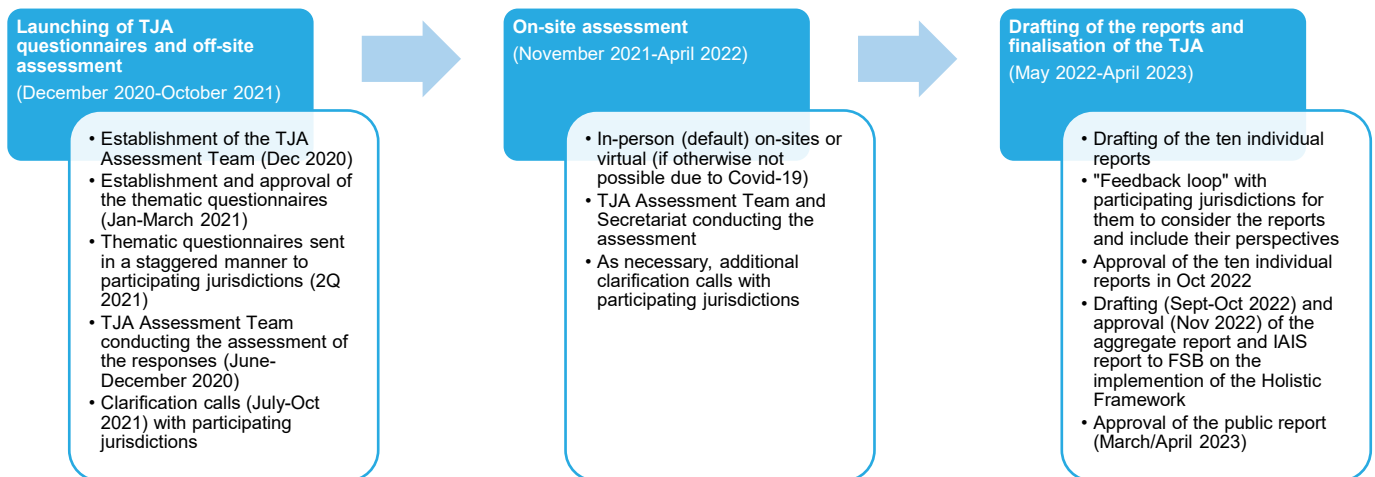 Launching of TJA
questionnaires and off-site
assessment
(December 2020-October 2021)
• Establishment of the TJA
Assessment Team (Dec 2020)
• Establishment and approval of
the thematic questionnaires
(Jan-March 2021)
• Thematic questionnaires sent
in a staggered manner to
participating jurisdictions (2Q
2021)
• TJA Assessment Team
conducting the assessment of
the responses (June-
December 2020)
• Clarification calls (July-Oct
2021) with participating
jurisdictions
On-site assessment
(November 2021-April 2022)
• In-person (default) on-sites or
virtual (if otherwise not
possible due to Covid-19)
• TJA Assessment Team and
Secretariat conducting the
assessment
• As necessary, additional
clarification calls with
participating jurisdictions
Drafting of the reports and
finalisation of the TJA
(May 2022-April 2023)
• Drafting of the ten individual
reports
• "Feedback loop" with
participating jurisdictions for
them to consider the reports
and include their perspectives
• Approval of the ten individual
reports in Oct 2022
• Drafting (Sept-Oct 2022) and
approval (Nov 2022) of the
aggregate report and IAIS
report to FSB on the
implemention of the Holistic
Framework
• Approval of the public report
(March/April 2023)